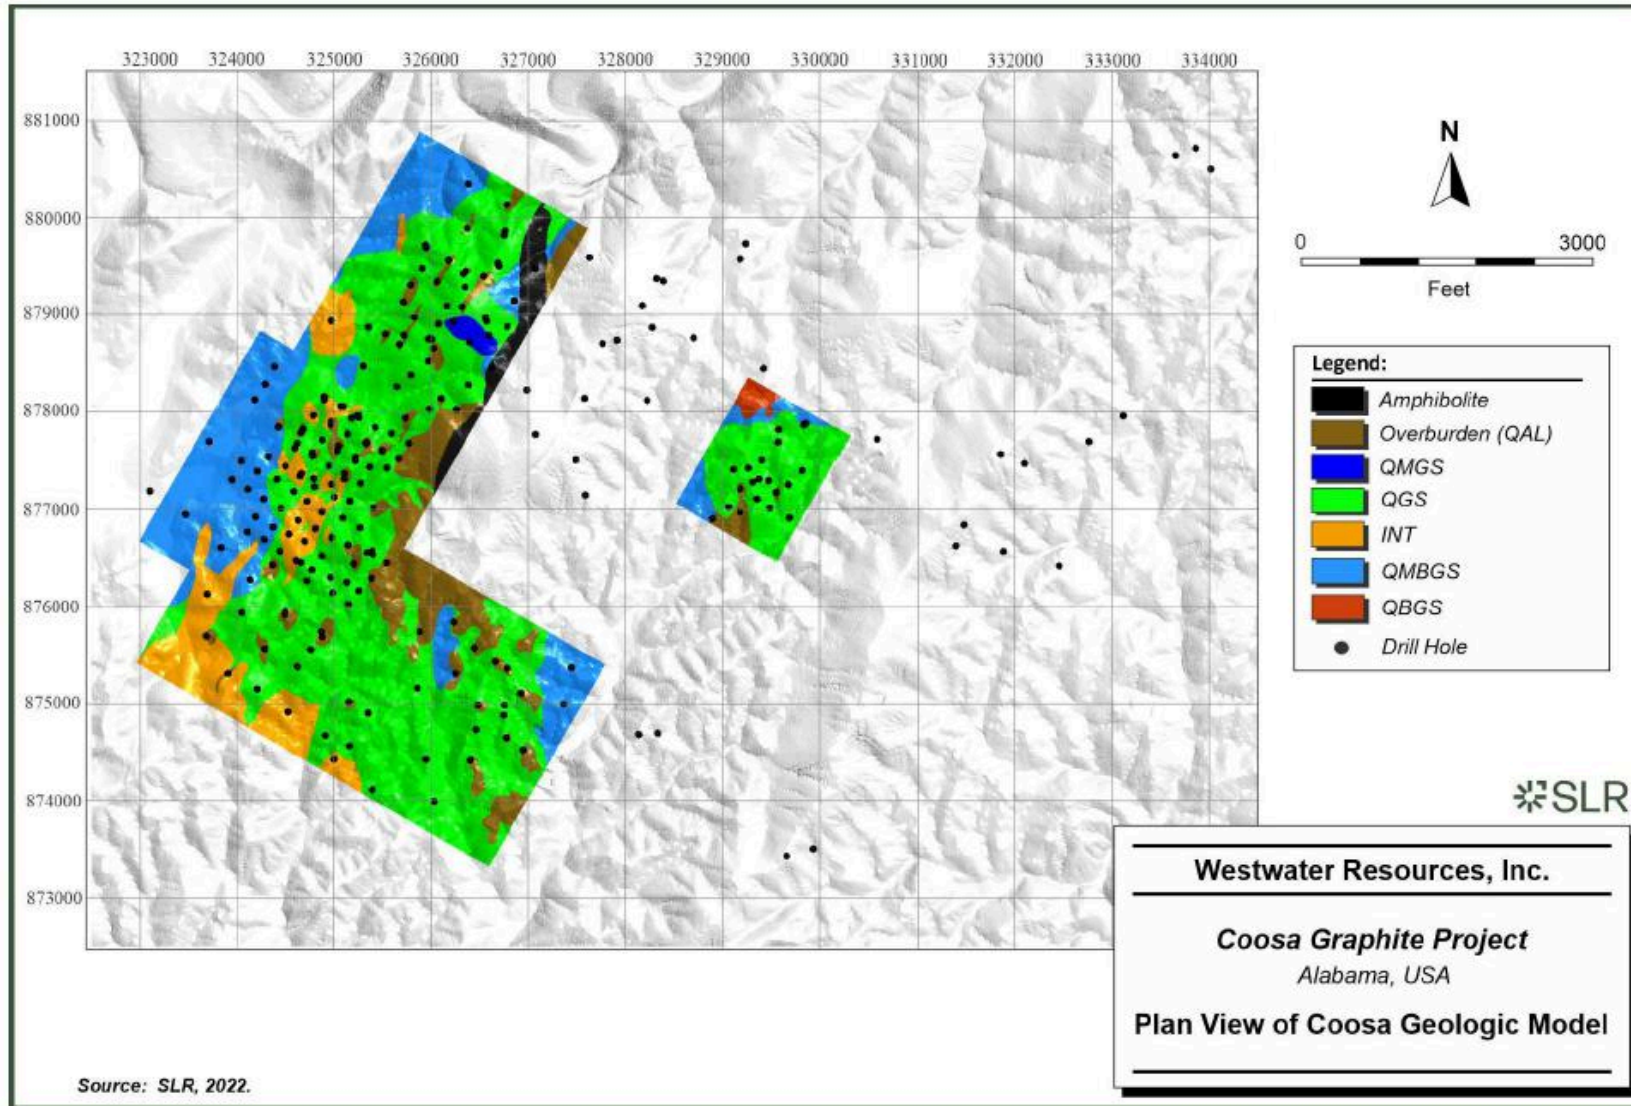 323000 324000 325000 326000 327000 328000 329000 330000 331000 332000 333000 334000
881000
880000
879000
878000
877000
876000
875000
874000
873000
N
0 3000
Feet
Legend:
Amphibolite
Overburden (QAL)
QMGS
QGS
INT
QMBGS
QBGS
Drill Hole
SLR
Westwater Resources, Inc.
Coosa Graphite Project
Alabama, USA
Plan View of Coosa Geologic Model
Source: SLR, 2022.